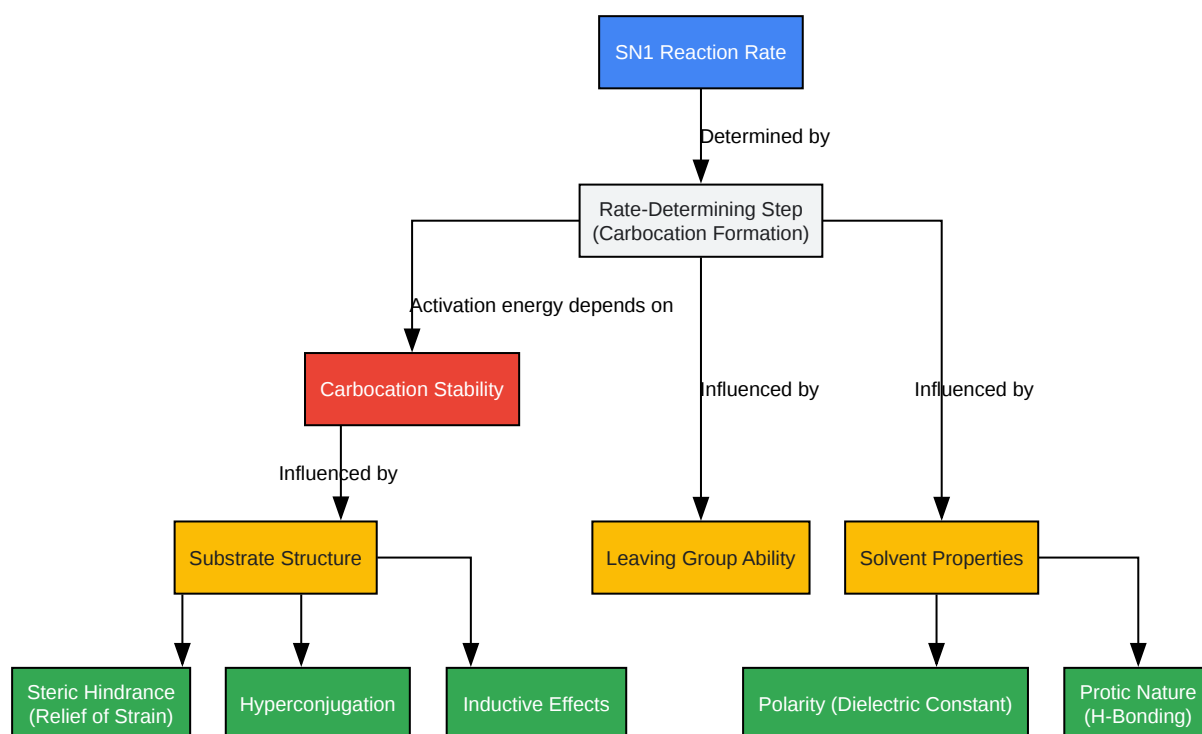 SN1 Reaction Rate
Determined by
Rate-Determining Step
(Carbocation Formation)
Activation energy depends on
Carbocation Stability
Influenced by
Influenced by
Influenced by
Substrate Structure
Leaving Group Ability
Solvent Properties
Steric Hindrance
(Relief of Strain)
Hyperconjugation
Inductive Effects
Polarity (Dielectric Constant)
Protic Nature
(H-Bonding)